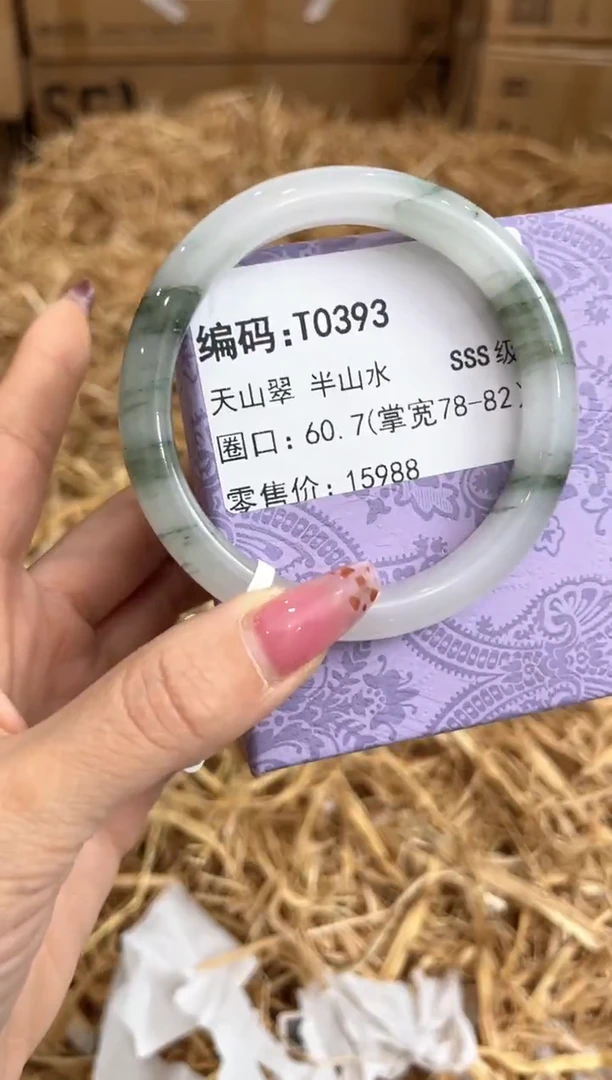 编码:T0393
天山翠 半山水 SSS级
圈口: 60.7(掌宽78-82)
零售价: 15988